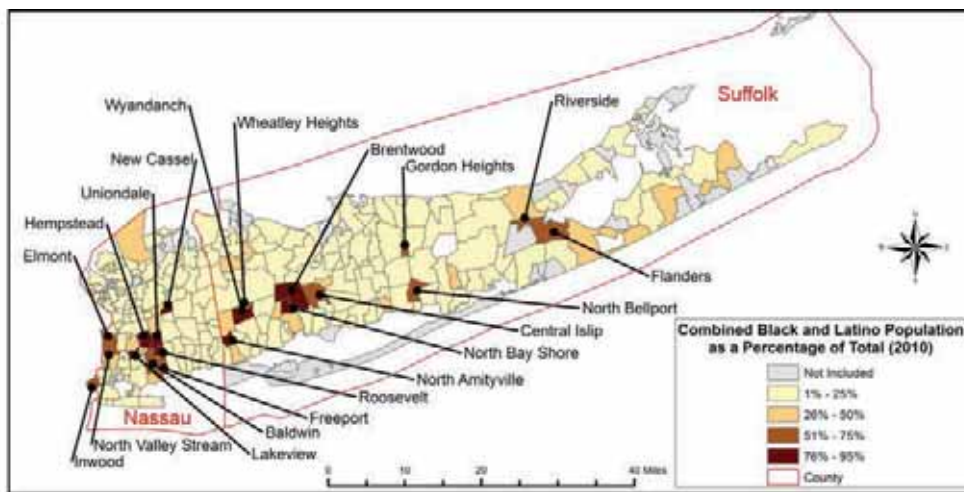 Wyandanch
Wheatley Heights
New Cassel
Uniondale
Hempstead
Elmont
Brentwood
Gordon Heights
Riverside
Suffolk
Flanders
North Bellport
Central Islip
North Bay Shore
North Amityville
Roosevelt
Freeport
Baldwin
Lakeview
Nassau
North Valley Stream
Inwood
N
Combined Black and Latino Population
as a Percentage of Total (2010)
Not Included
1% - 25%
26% - 50%
51% - 75%
76% - 95%
County
0 10 20 40 Miles